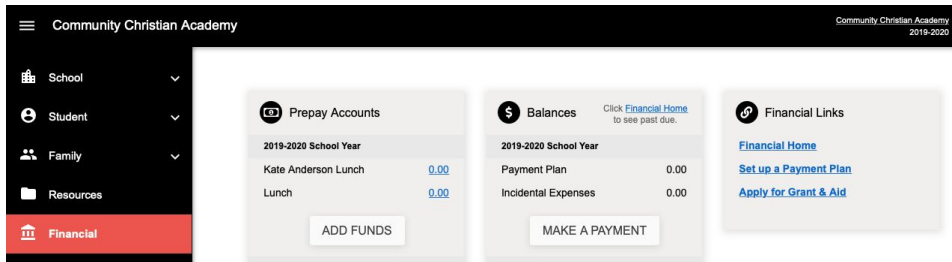 Community Christian Academy
Community Christian Academy
2019-2020
School
Student
Family
Resources
Financial
Prepay Accounts
2019-2020 School Year
Kate Anderson Lunch 0.00
Lunch 0.00
ADD FUNDS
Balances
Click Financial Home
to see past due.
2019-2020 School Year
Payment Plan 0.00
Incidental Expenses 0.00
MAKE A PAYMENT
Financial Links
Financial Home
Set up a Payment Plan
Apply for Grant & Aid